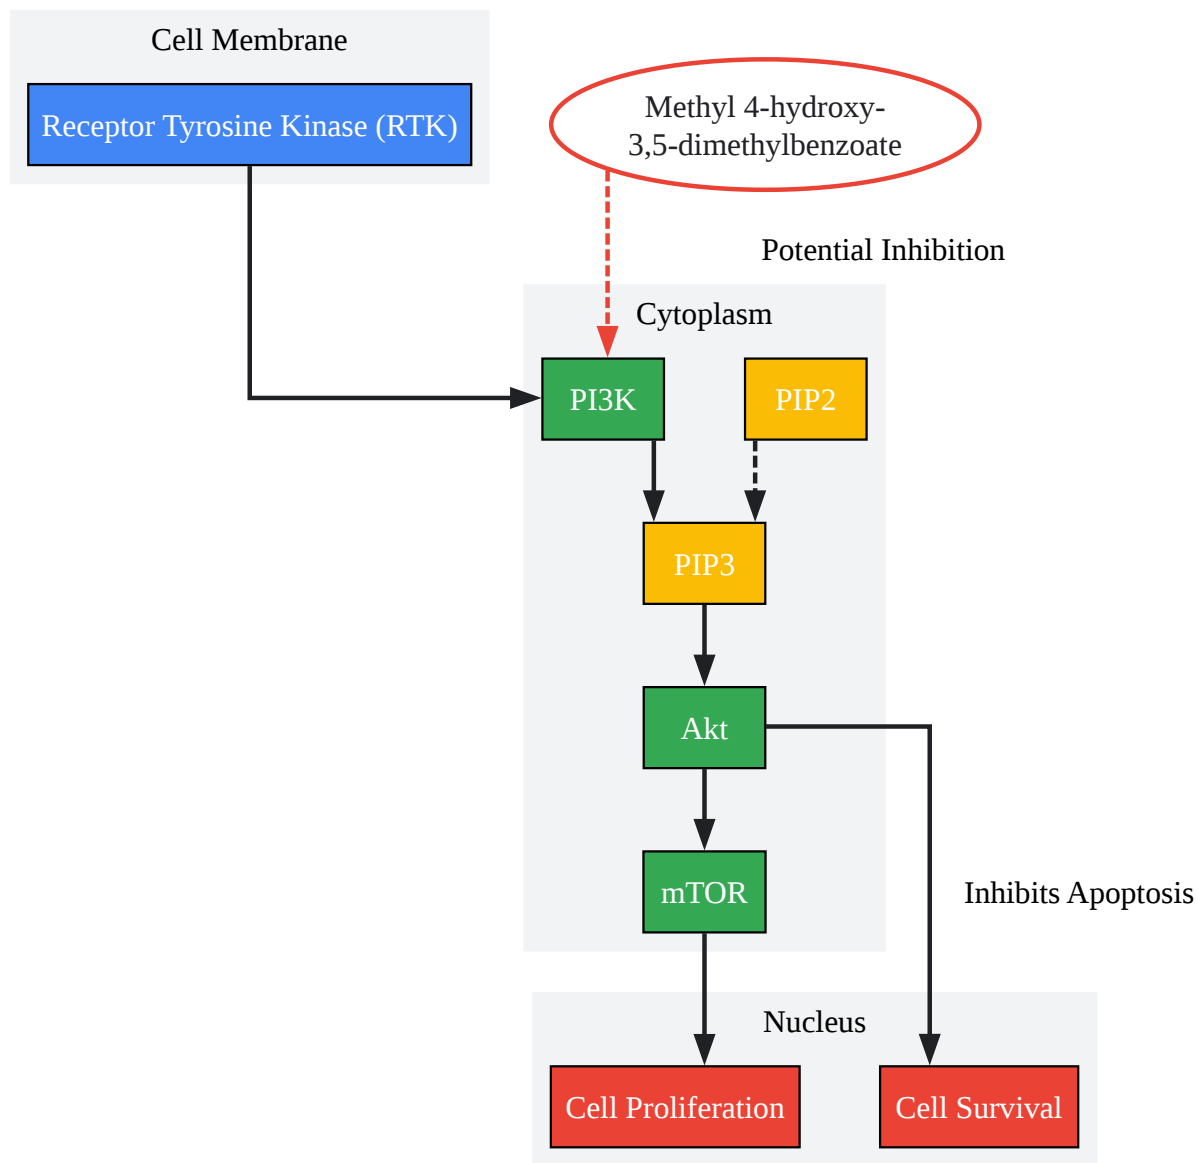 Cell Membrane
Receptor Tyrosine Kinase (RTK)
Methyl 4-hydroxy-
3,5-dimethylbenzoate
Potential Inhibition
Cytoplasm
PI3K
PIP2
PIP3
Akt
mTOR
Inhibits Apoptosis
Nucleus
Cell Proliferation
Cell Survival